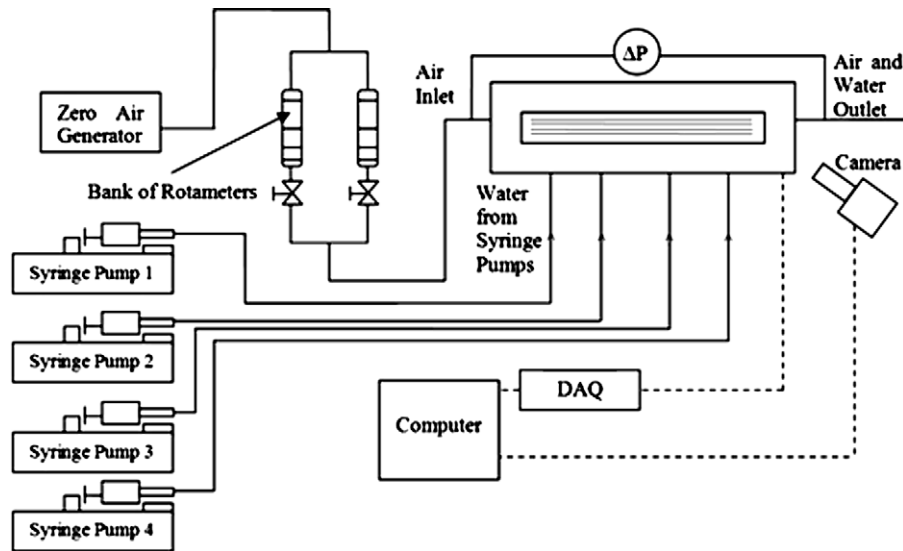 Zero Air
Generator
Bank of Rotameters
Air
Inlet
ΔP
Air and
Water
Outlet
Camera
Water
from
Syringe
Pumps
Syringe Pump 1
Syringe Pump 2
Syringe Pump 3
Syringe Pump 4
Computer
DAQ